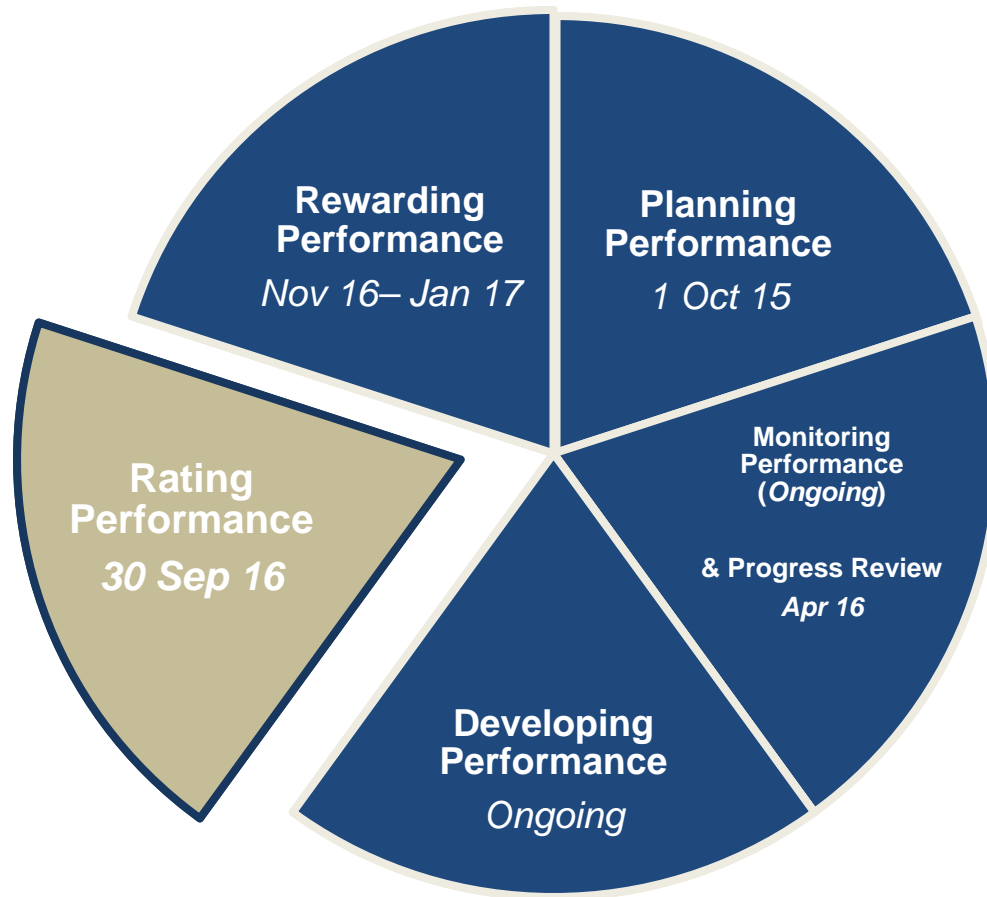 Rewarding
Performance
Nov 16– Jan 17
Planning
Performance
1 Oct 15
Monitoring
Performance
(Ongoing)
& Progress Review
Apr 16
Developing
Performance
Ongoing
Rating
Performance
30 Sep 16